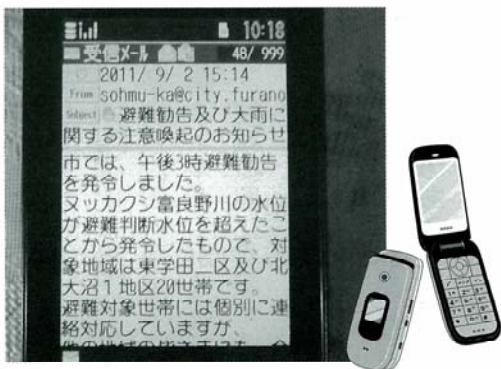 10:18
受信メール 48/ 999
2011/ 9/ 2 15:14
From sohmu-ka@city.furano
Subject 避難勧告及び大雨に
関する注意喚起のお知らせ
市では、午後3時避難勧告
を発令しました。
ヌッカクシ富良野川の水位
が避難判断水位を超えたこ
とから発令したもので、対
象地域は東学田二区及び北
大沼1地区20世帯です。
避難対象世帯には個別に連
絡対応していますが、